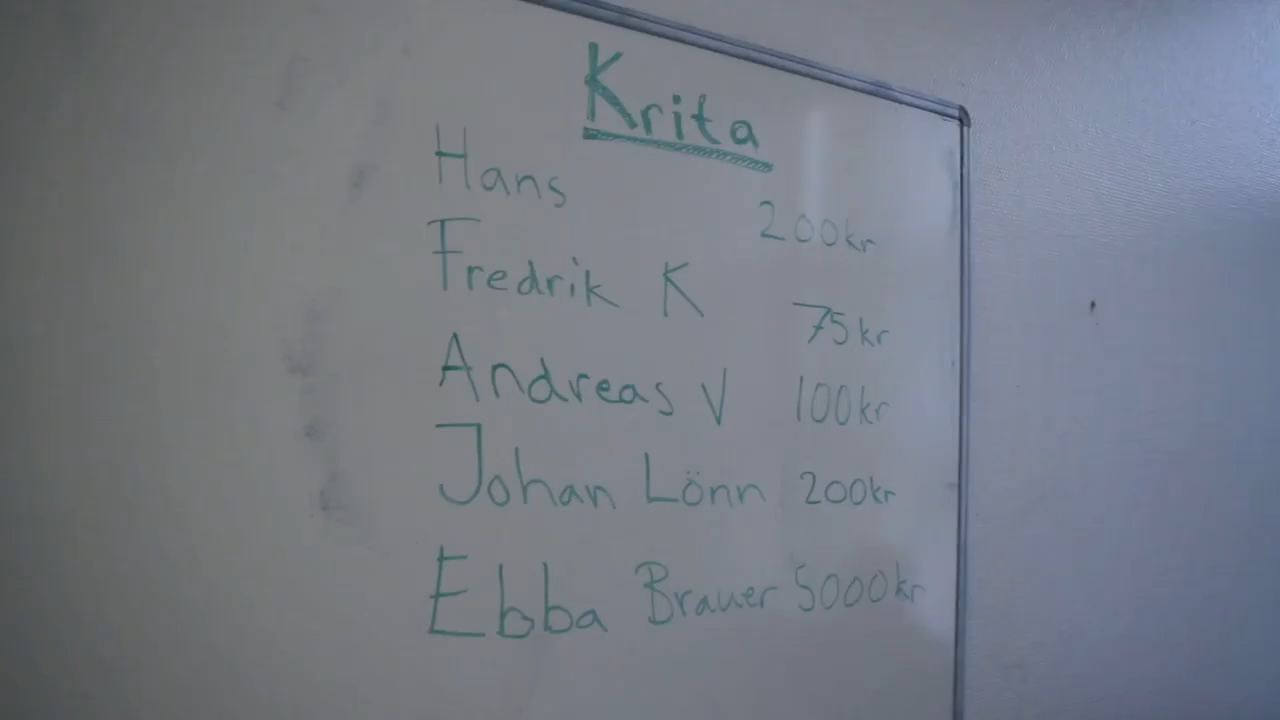 Krita
Hans 200kr
Fredrik K 75kr
Andreas V 100kr
Johan Lönn 200kr
Ebba Brauer 5000kr